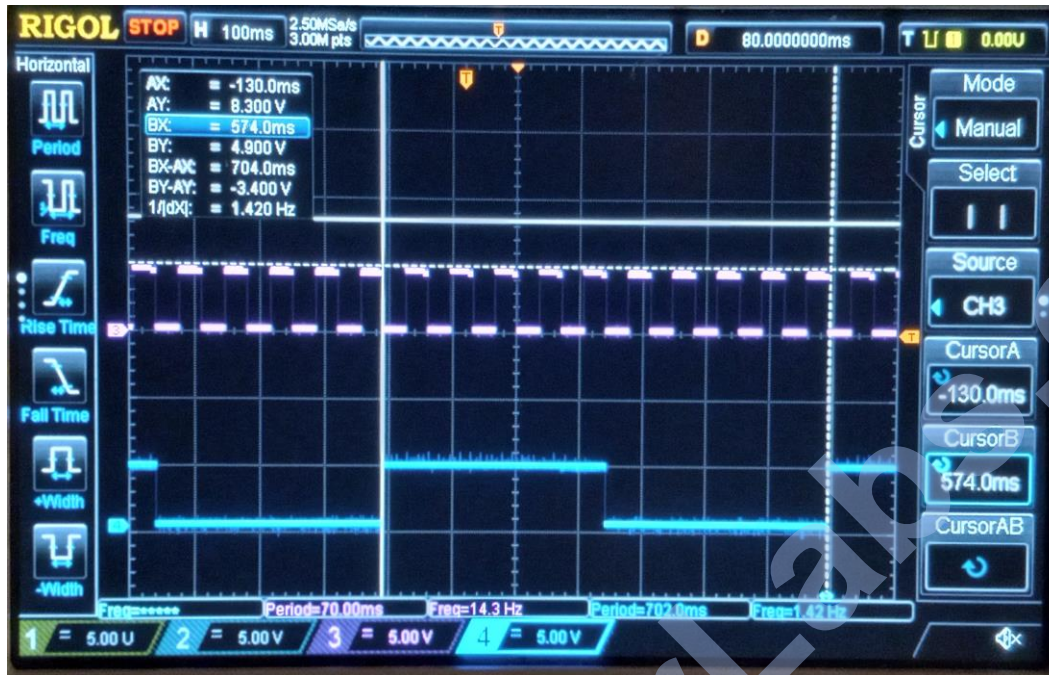 RIGOL STOP H 100ms 2.50MSa/s 3.00M pts T D 80.0000000ms T 0.00U
Horizontal
Period
Freq
Rise Time
Fall Time
+Width
-Width
AX: = -130.0ms
AY: = 8.300 V
BX: = 574.0ms
BY: = 4.900 V
BX-AX: = 704.0ms
BY-AY: = -3.400 V
1/|dX|: = 1.420 Hz
T
3
T
4
Cursor
Mode
Manual
Select
Source
CH3
CursorA
-130.0ms
CursorB
574.0ms
CursorAB
Freq=***** Period=70.00ms Freq=14.3 Hz Period=702.0ms Freq=1.42 Hz
1 = 5.00 U 2 = 5.00 V 3 = 5.00 V 4 = 5.00 V